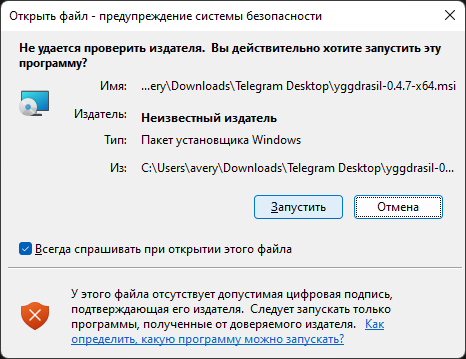 Открыть файл - предупреждение системы безопасности
Не удается проверить издателя. Вы действительно хотите запустить эту
программу?
Имя: ...ery\Downloads\Telegram Desktop\yggdrasil-0.4.7-x64.msi
Издатель: Неизвестный издатель
Тип: Пакет установщика Windows
Из: C:\Users\avery\Downloads\Telegram Desktop\yggdrasil-0...
Запустить Отмена
Всегда спрашивать при открытии этого файла
У этого файла отсутствует допустимая цифровая подпись,
подтверждающая его издателя. Следует запускать только
программы, полученные от доверяемого издателя. Как
определить, какую программу можно запускать?